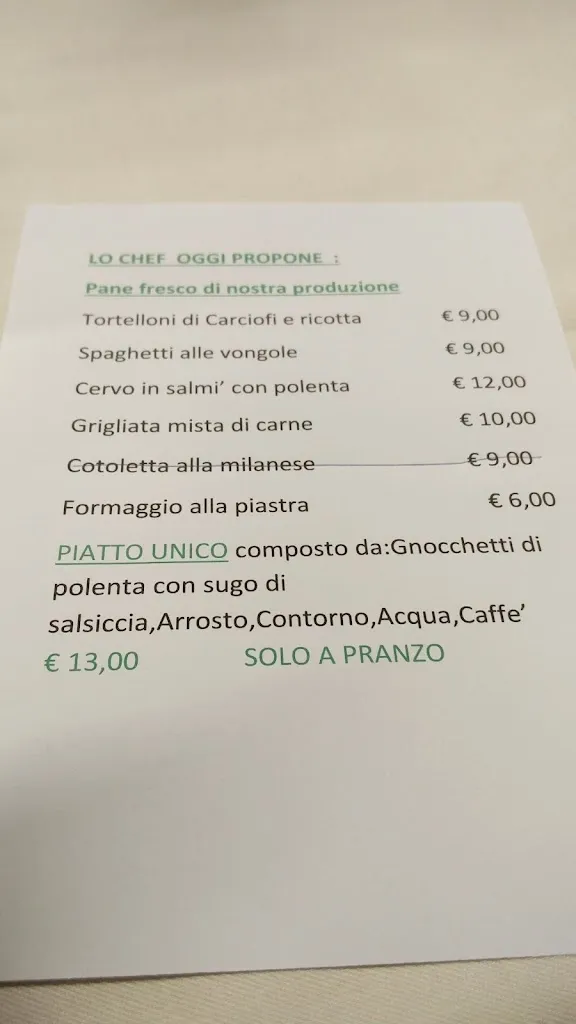 LO CHEF OGGI PROPONE :
Pane fresco di nostra produzione
Tortelloni di Carciofi e ricotta € 9,00
Spaghetti alle vongole € 9,00
Cervo in salmi’ con polenta € 12,00
Grigliata mista di carne € 10,00
Cotoletta alla milanese € 9,00
Formaggio alla piastra € 6,00
PIATTO UNICO composto da:Gnocchetti di
polenta con sugo di
salsiccia,Arrosto,Contorno,Acqua,Caffe’
€ 13,00 SOLO A PRANZO